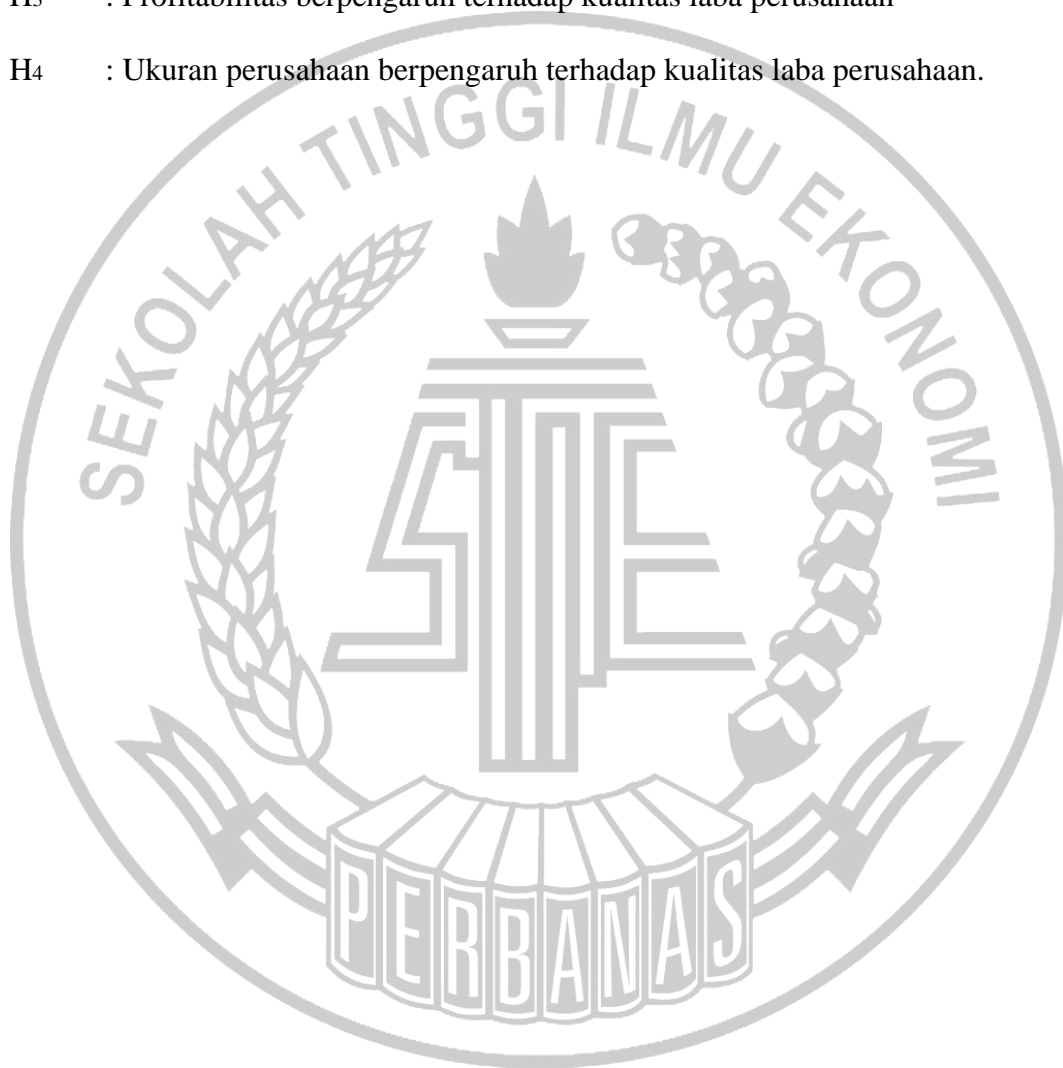 H3 : Profitabilitas berpengaruh terhadap kualitas laba perusahaan
H4 : Ukuran perusahaan berpengaruh terhadap kualitas laba perusahaan.
SEKOLAH TINGGI ILMU EKONOMI
STIE
PERBANAS